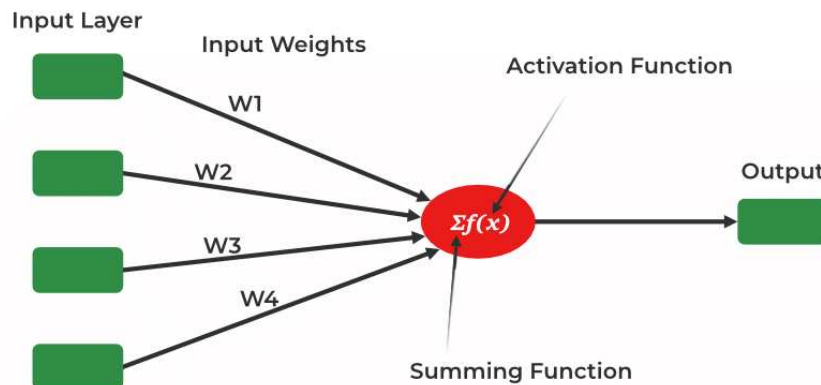 Input Layer
Input Weights
Activation Function
W1
W2
Output
Σf(x)
W3
W4
Summing Function